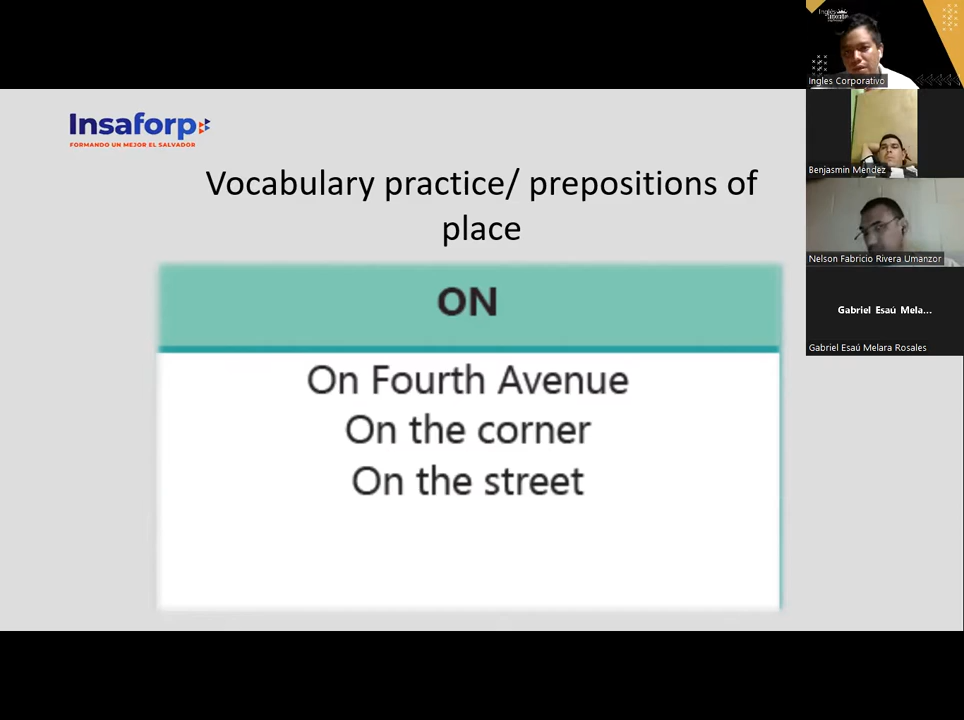 Insaforp
FORMANDO UN MEJOR EL SALVADOR
Vocabulary practice/ prepositions of
place
ON
On Fourth Avenue
On the corner
On the street
Inglés
Ingles Corporativo
Benjasmin Mendez
Nelson Fabricio Rivera Umanzor
Gabriel Esaú Mela...
Gabriel Esaú Melara Rosales